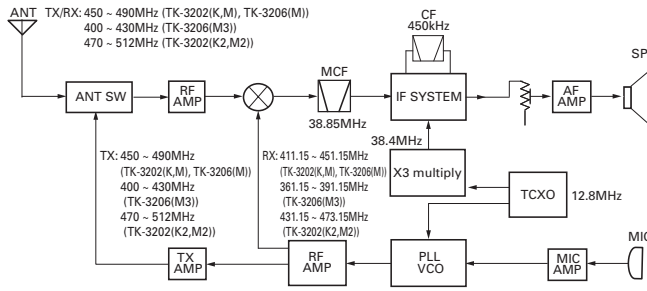 ANT
TX/RX: 450 ~ 490MHz (TK-3202(K,M), TK-3206(M))
400 ~ 430MHz (TK-3206(M3))
470 ~ 512MHz (TK-3202(K2,M2))
CF
450kHz
SP
ANT SW
RF
AMP
MCF
38.85MHz
IF SYSTEM
AF
AMP
38.4MHz
TX: 450 ~ 490MHz
(TK-3202(K,M), TK-3206(M))
400 ~ 430MHz
(TK-3206(M3))
470 ~ 512MHz
(TK-3202(K2,M2))
RX: 411.15 ~ 451.15MHz
(TK-3202(K,M), TK-3206(M))
361.15 ~ 391.15MHz
(TK-3206(M3))
431.15 ~ 473.15MHz
(TK-3202(K2,M2))
X3 multiply
TCXO
12.8MHz
TX
AMP
RF
AMP
PLL
VCO
MIC
AMP
MIC